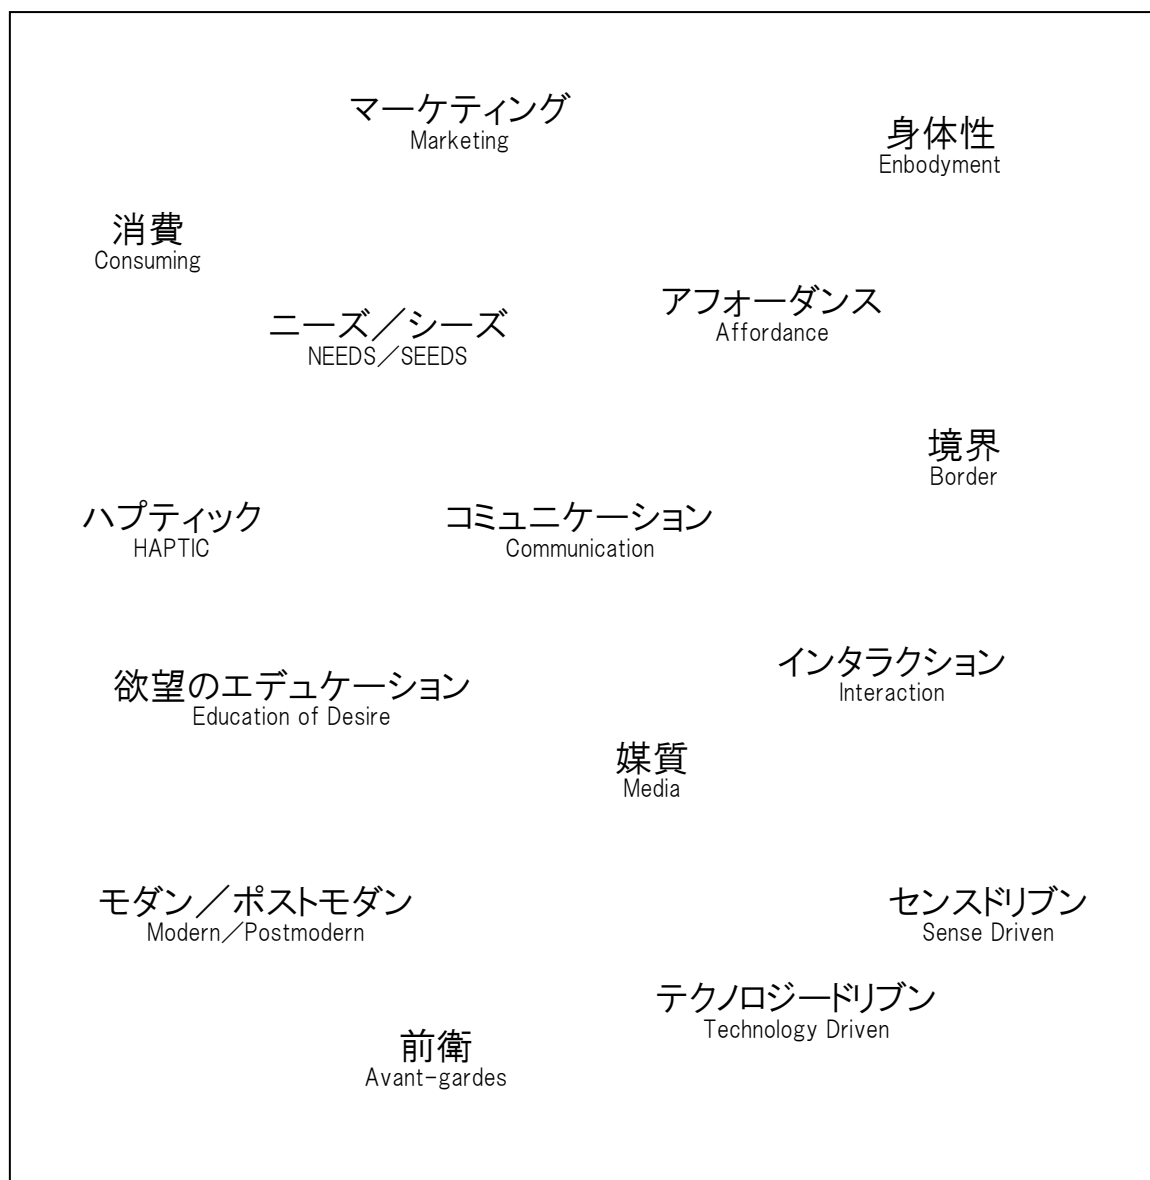 マーケティング
Marketing
身体性
Enbodyment
消費
Consuming
アフォーダンス
Affordance
ニーズ／シーズ
NEEDS／SEEDS
境界
Border
ハプティック
HAPTIC
コミュニケーション
Communication
インタラクション
Interaction
欲望のエデュケーション
Education of Desire
媒質
Media
モダン／ポストモダン
Modern／Postmodern
センスドリブン
Sense Driven
テクノロジードリブン
Technology Driven
前衛
Avant-gardes